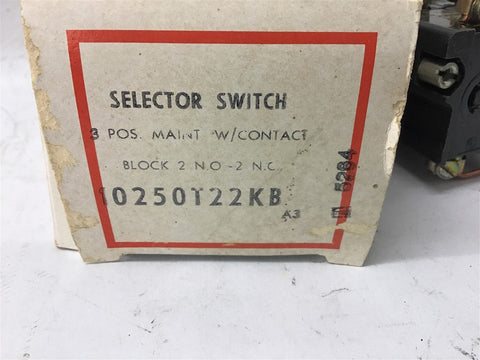 SELECTOR SWITCH
3 POS. MAINT W/CONTACT
BLOCK 2 N.O-2 N.C.
10250T22KB
A3
5284